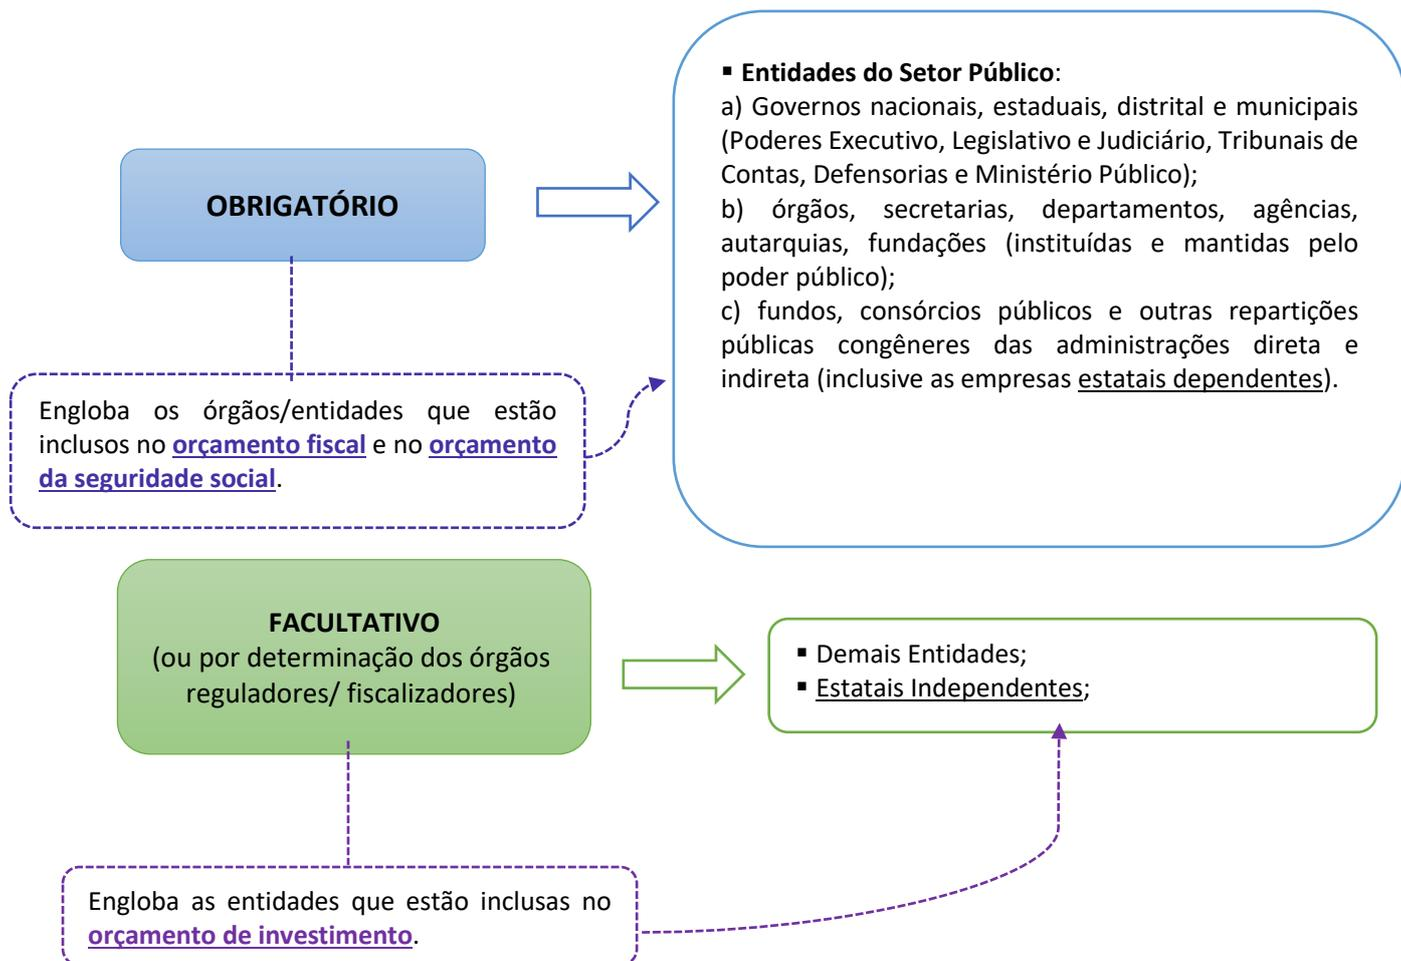 OBRIGATÓRIO
▪ Entidades do Setor Público:
a) Governos nacionais, estaduais, distrital e municipais
(Poderes Executivo, Legislativo e Judiciário, Tribunais de
Contas, Defensorias e Ministério Público);
b) órgãos, secretarias, departamentos, agências,
autarquias, fundações (instituídas e mantidas pelo
poder público);
c) fundos, consórcios públicos e outras repartições
públicas congêneres das administrações direta e
indireta (inclusive as empresas estatais dependentes).
Engloba os órgãos/entidades que estão
inclusos no orçamento fiscal e no orçamento
da seguridade social.
FACULTATIVO
(ou por determinação dos órgãos
reguladores/ fiscalizadores)
▪ Demais Entidades;
▪ Estatais Independentes;
Engloba as entidades que estão inclusas no
orçamento de investimento.